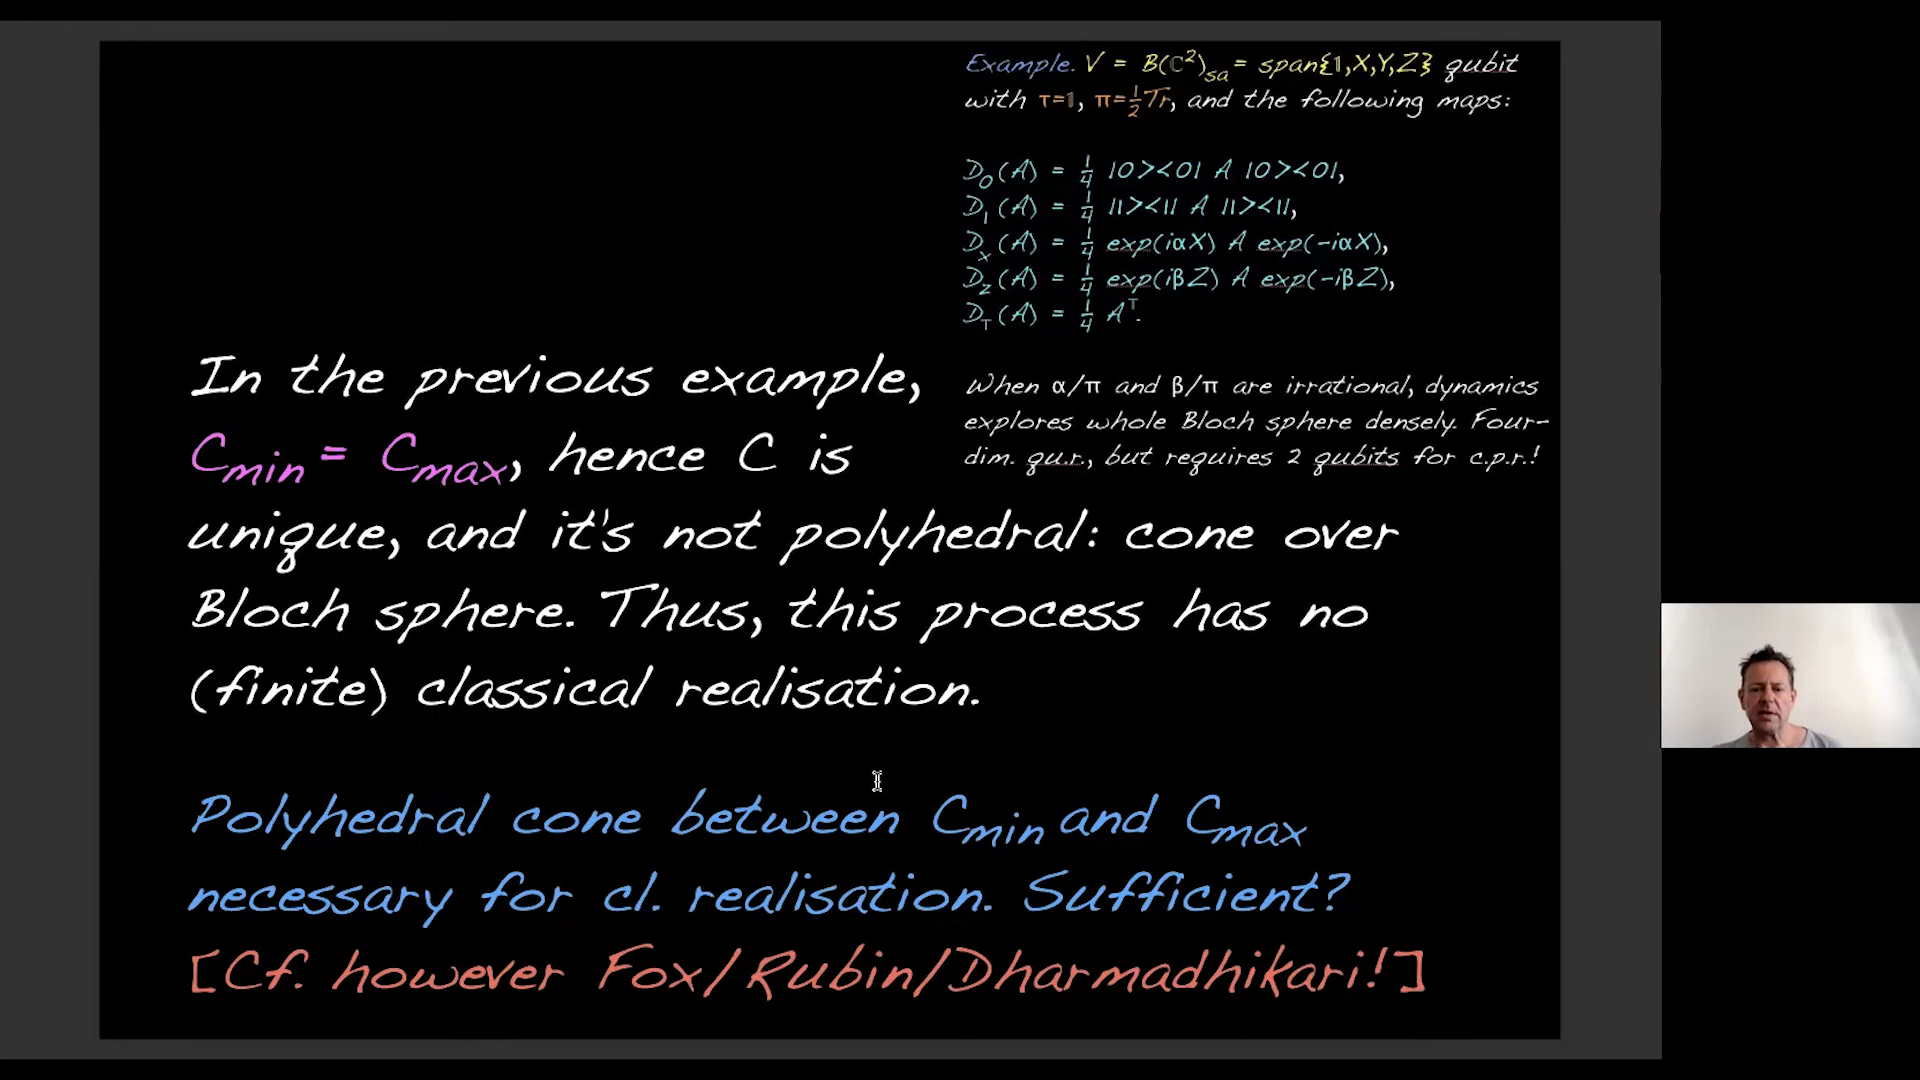 Example. V = B(ℂ²)sa = span{1,X,Y,Z} qubit
with τ=1, π=½Tr, and the following maps:
D₀(A) = ¼ |0><0| A |0><0|,
D₁(A) = ¼ |1><1| A |1><1|,
Dₓ(A) = ¼ exp(iαX) A exp(-iαX),
D_z(A) = ¼ exp(iβZ) A exp(-iβZ),
D_T(A) = ¼ Aᵀ.
When α/π and β/π are irrational, dynamics
explores whole Bloch sphere densely. Four-
dim. qu.r., but requires 2 qubits for c.p.r.!
In the previous example,
Cmin = Cmax, hence C is
unique, and it's not polyhedral: cone over
Bloch sphere. Thus, this process has no
(finite) classical realisation.
Polyhedral cone between Cmin and Cmax
necessary for cl. realisation. Sufficient?
[Cf. however Fox/Rubin/Dharmadhikari!]